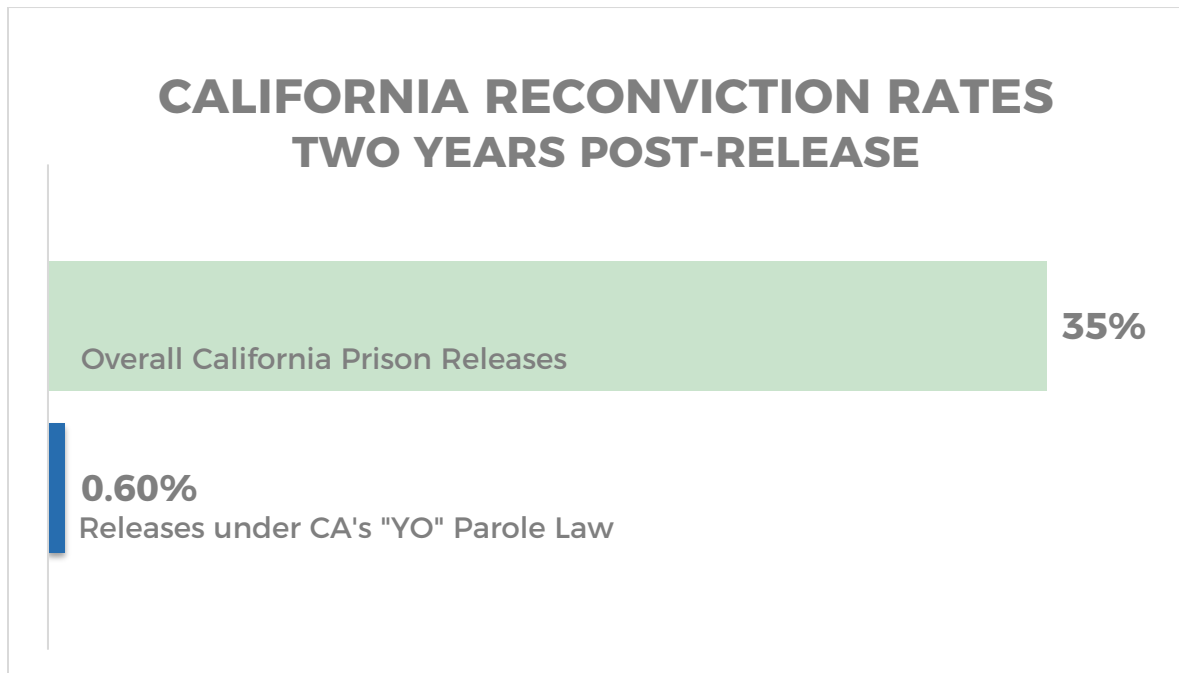 CALIFORNIA RECONVICTION RATES
TWO YEARS POST-RELEASE
35%
Overall California Prison Releases
0.60%
Releases under CA's "YO" Parole Law